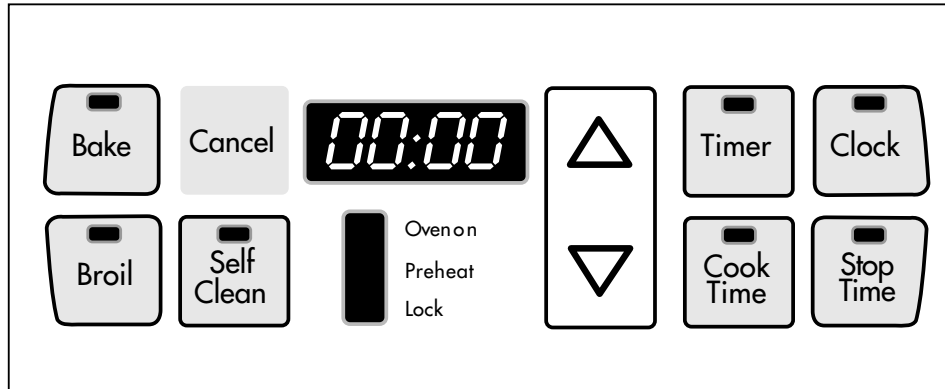 Bake
Cancel
00:00
Timer
Clock
Broil
Self
Clean
Oven on
Preheat
Lock
Cook
Time
Stop
Time